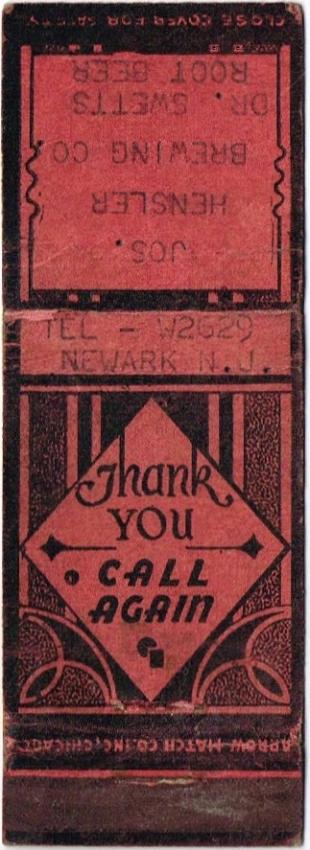 CLOSE COVER FOR SAFETY
JOS.
HENSLER
BREWING CO.
DR. SWETTS
ROOT BEER
TEL - W2629
NEWARK N.J.
Thank
YOU
CALL
AGAIN
ARROW MATCH CO. INC, CHICAGO